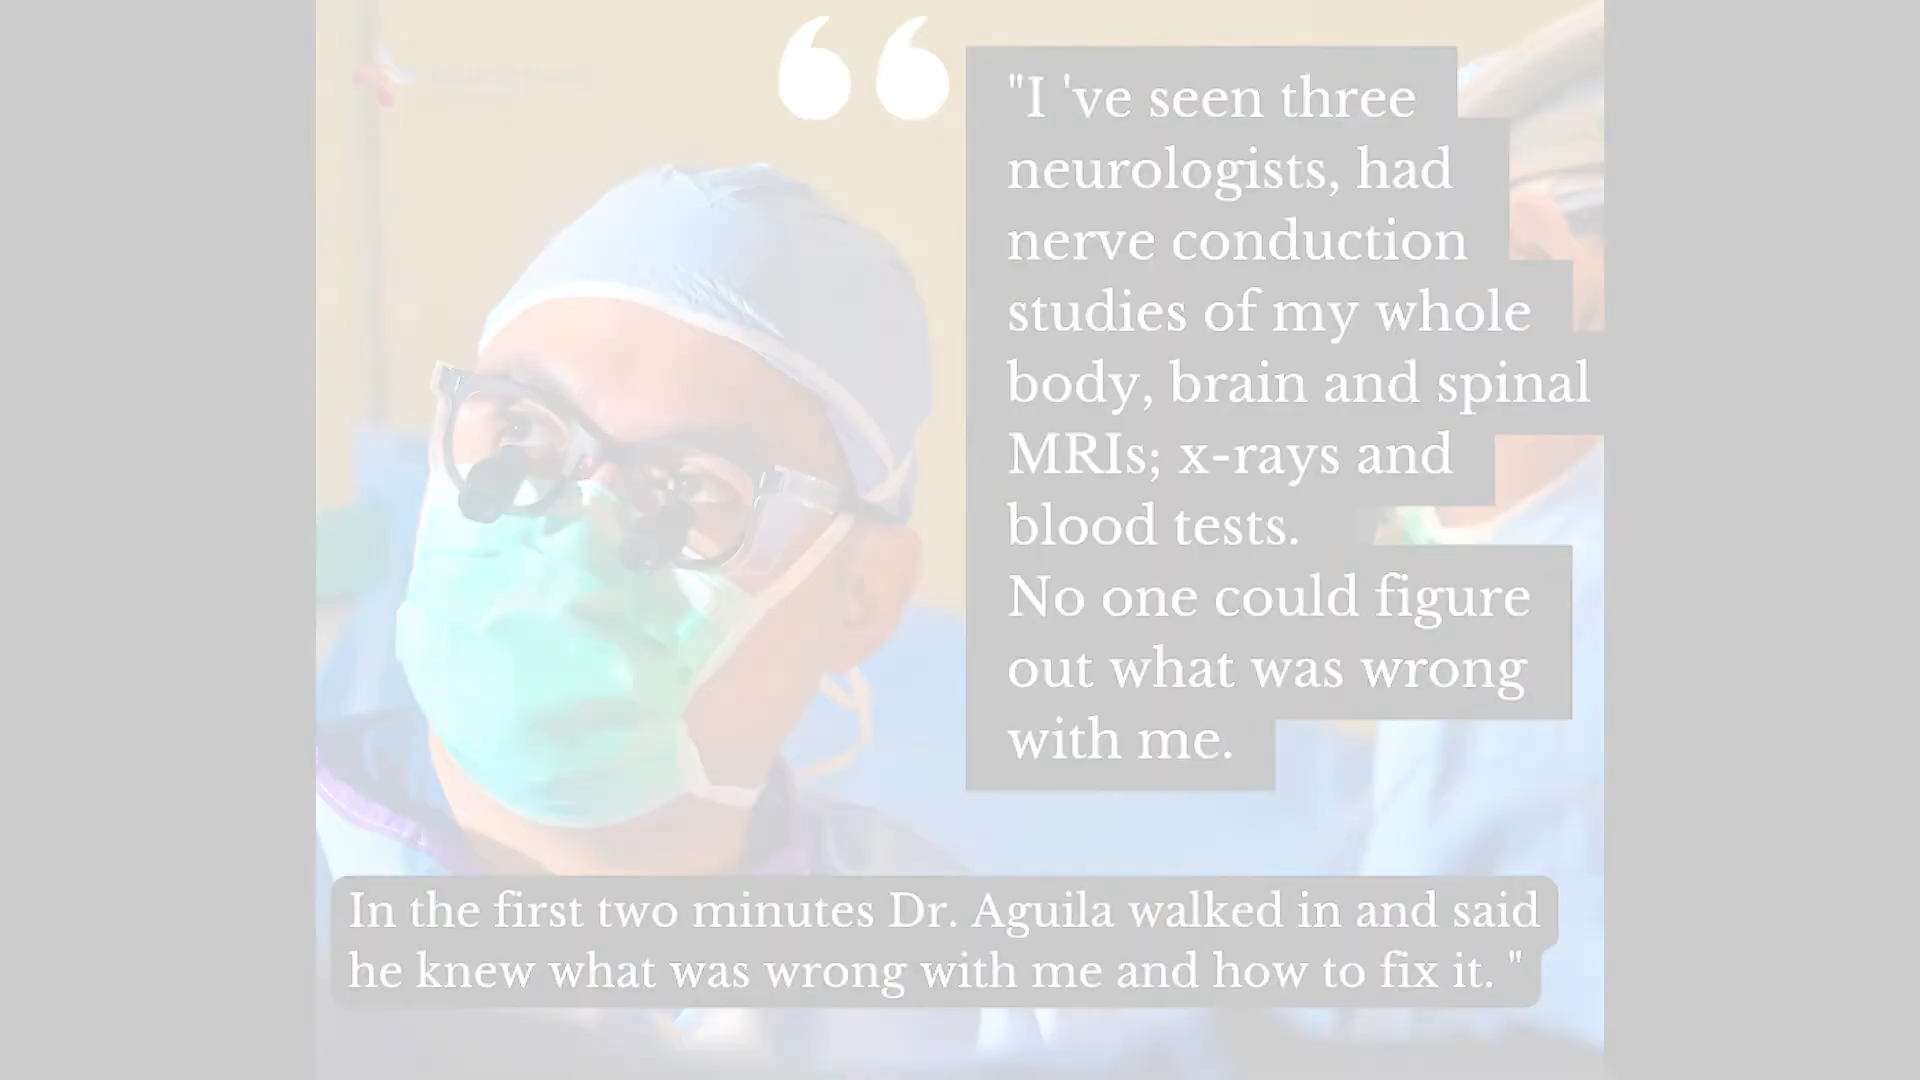 "I 've seen three
neurologists, had
nerve conduction
studies of my whole
body, brain and spinal
MRIs; x-rays and
blood tests.
No one could figure
out what was wrong
with me.
In the first two minutes Dr. Aguila walked in and said
he knew what was wrong with me and how to fix it. "